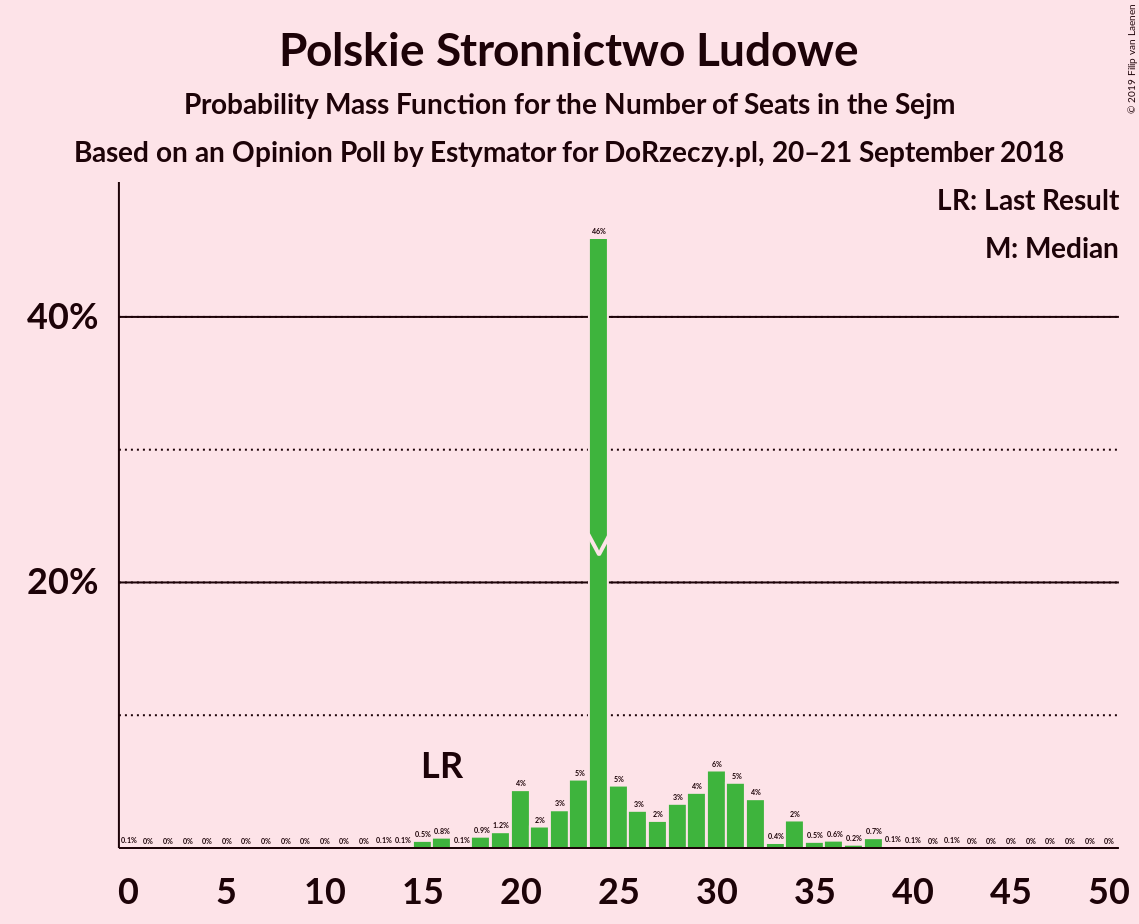 Polskie Stronnictwo Ludowe
Probability Mass Function for the Number of Seats in the Sejm
Based on an Opinion Poll by Estymator for DoRzeczy.pl, 20–21 September 2018
© 2019 Filip van Laenen
LR: Last Result
M: Median
40%
20%
LR
0.1% 0% 0% 0% 0% 0% 0% 0% 0% 0% 0% 0% 0% 0.1% 0.1% 0.5% 0.8% 0.1% 0.9% 1.2% 4% 2% 3% 5% 46% 5% 3% 2% 3% 4% 6% 5% 4% 0.4% 2% 0.5% 0.6% 0.2% 0.7% 0.1% 0.1% 0% 0.1% 0% 0% 0% 0% 0% 0% 0% 0%
0 5 10 15 20 25 30 35 40 45 50